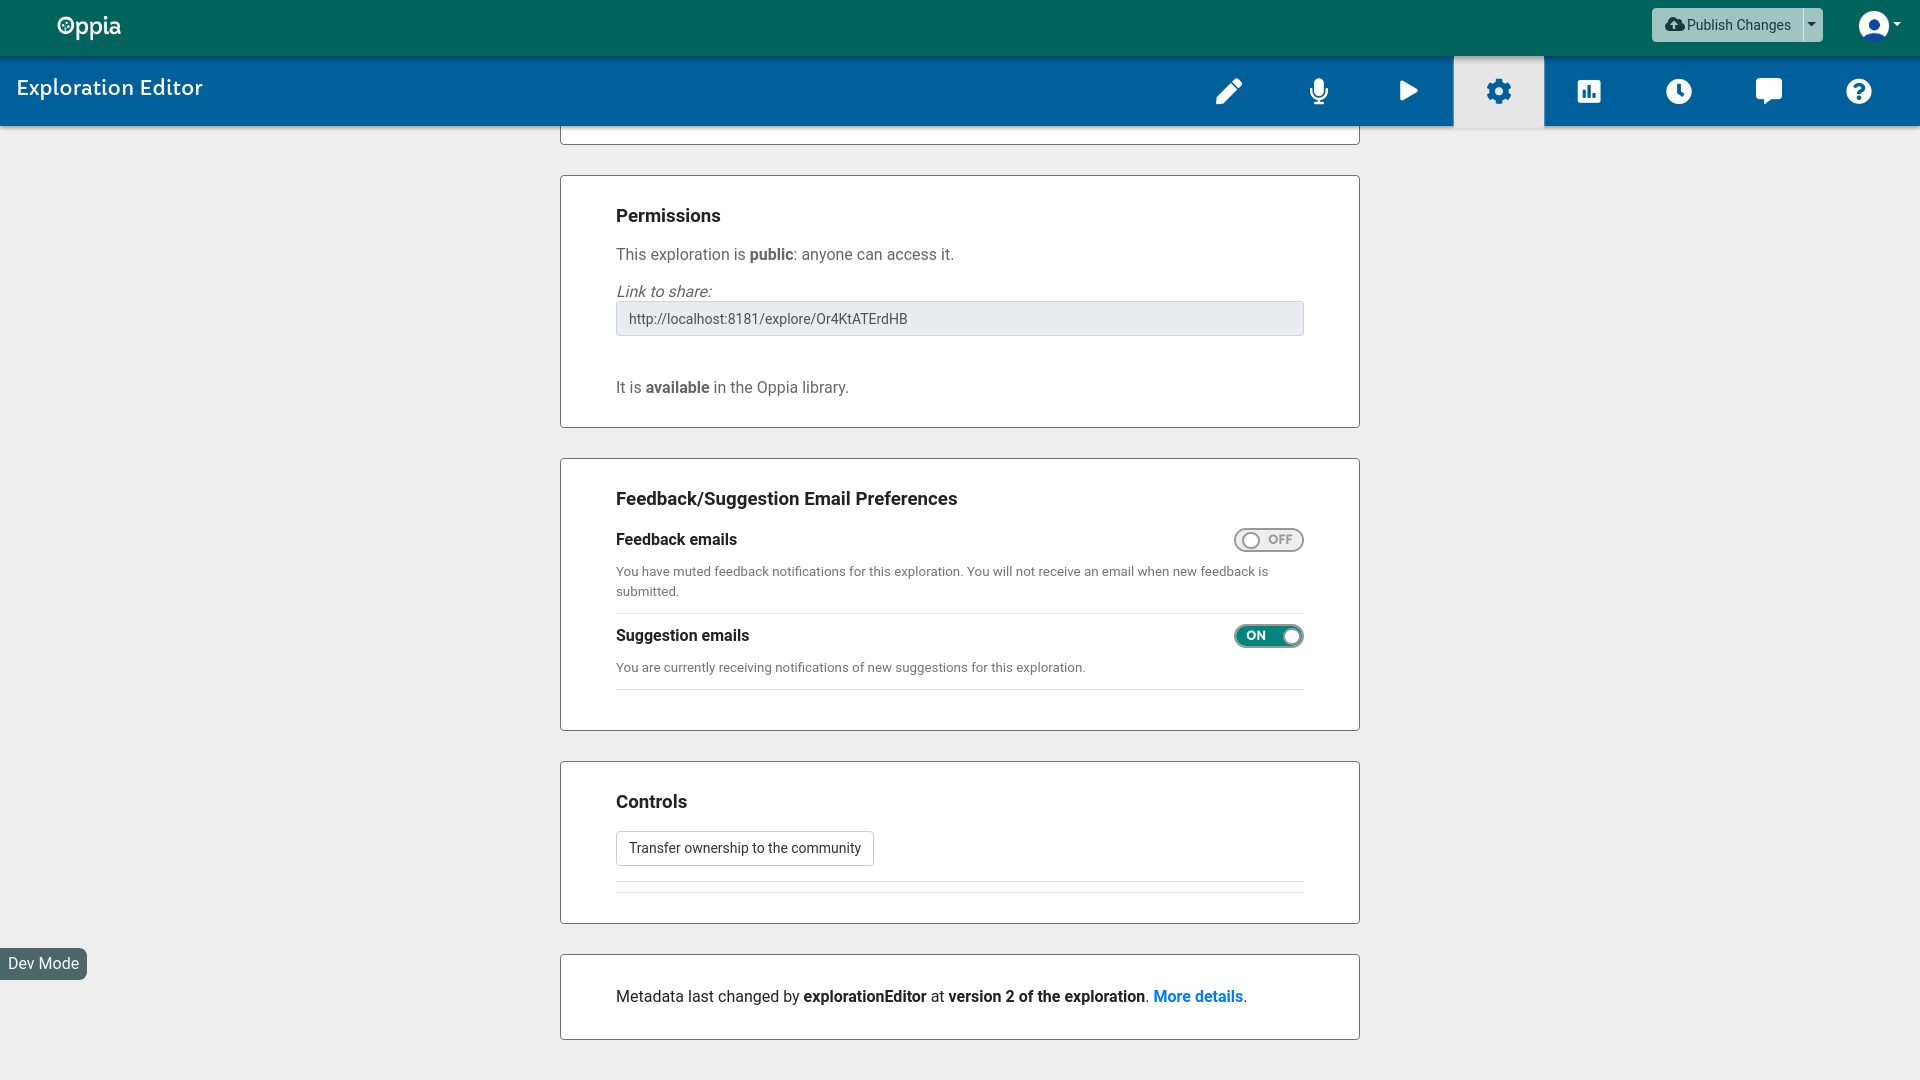 Oppia
Publish Changes
Exploration Editor
Permissions
This exploration is public: anyone can access it.
Link to share:
http://localhost:8181/explore/Or4KtATErdHB
It is available in the Oppia library.
Feedback/Suggestion Email Preferences
Feedback emails
OFF
You have muted feedback notifications for this exploration. You will not receive an email when new feedback is
submitted.
Suggestion emails
ON
You are currently receiving notifications of new suggestions for this exploration.
Controls
Transfer ownership to the community
Dev Mode
Metadata last changed by explorationEditor at version 2 of the exploration. More details.